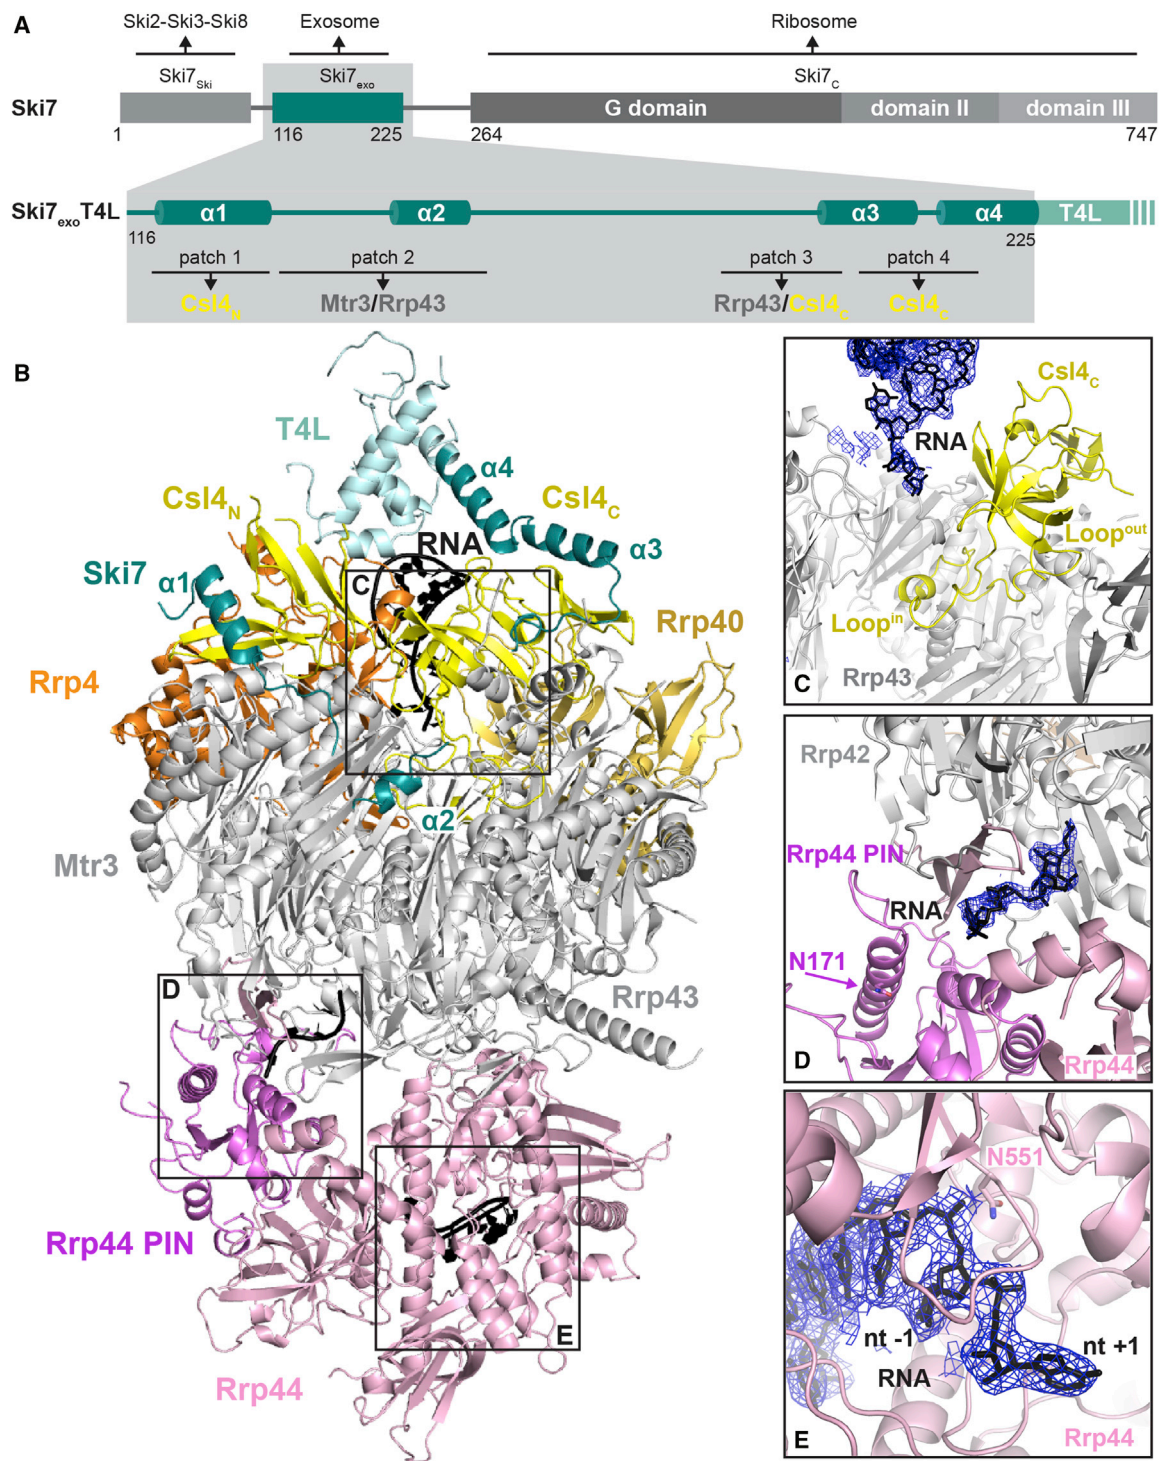 A
Ski2-Ski3-Ski8 Exosome Ribosome
Ski7Ski Ski7exo Ski7C
Ski7 G domain domain II domain III
1 116 225 264 747
Ski7exoT4L α1 α2 α3 α4 T4L
116 225
patch 1 patch 2 patch 3 patch 4
Csl4N Mtr3/Rrp43 Rrp43/Csl4C Csl4C
B
T4L
α4
Csl4N Csl4C
RNA
α3
Ski7 α1
C
Rrp40
Rrp4
α2
Mtr3
Rrp43
D
Rrp44 PIN
E
Rrp44
Csl4C
RNA
Loopout
Loopin
Rrp43
C
Rrp42
Rrp44 PIN
RNA
N171
D Rrp44
N551
nt -1
nt +1
RNA
E Rrp44